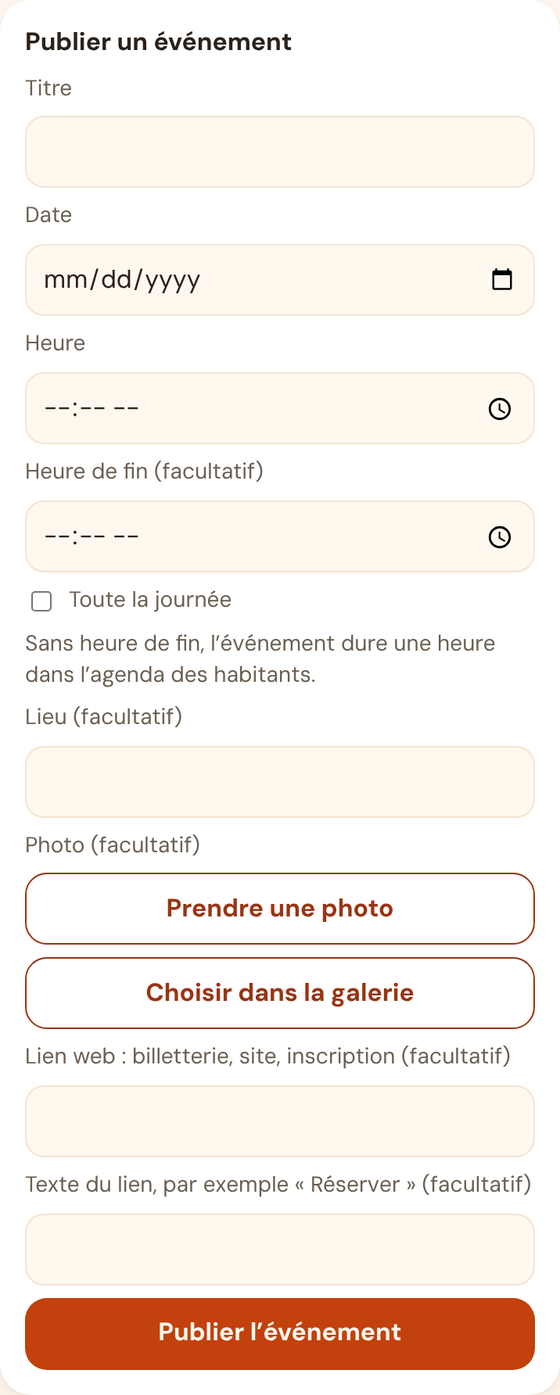 Publier un événement
Titre
Date
mm/dd/yyyy
Heure
--:-- --
Heure de fin (facultatif)
--:-- --
Toute la journée
Sans heure de fin, l’événement dure une heure
dans l’agenda des habitants.
Lieu (facultatif)
Photo (facultatif)
Prendre une photo
Choisir dans la galerie
Lien web : billetterie, site, inscription (facultatif)
Texte du lien, par exemple « Réserver » (facultatif)
Publier l’événement